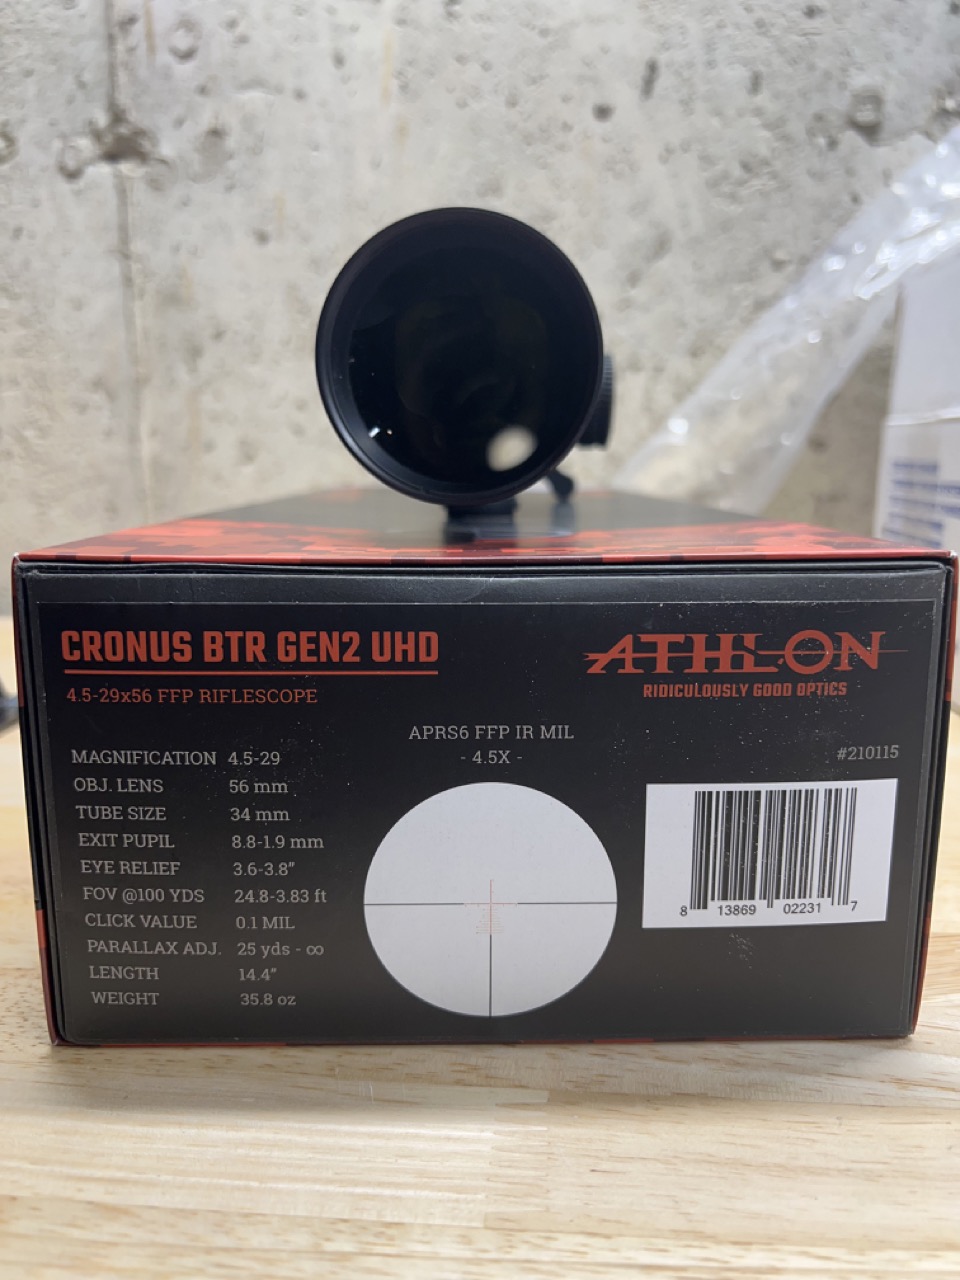 CRONUS BTR GEN2 UHD
4.5-29x56 FFP RIFLESCOPE
ATHLON
RIDICULOUSLY GOOD OPTICS
MAGNIFICATION 4.5-29
OBJ. LENS 56 mm
TUBE SIZE 34 mm
EXIT PUPIL 8.8-1.9 mm
EYE RELIEF 3.6-3.8"
FOV @100 YDS 24.8-3.83 ft
CLICK VALUE 0.1 MIL
PARALLAX ADJ. 25 yds - ∞
LENGTH 14.4"
WEIGHT 35.8 oz
APRS6 FFP IR MIL
- 4.5X -
#210115
8 13869 02231 7